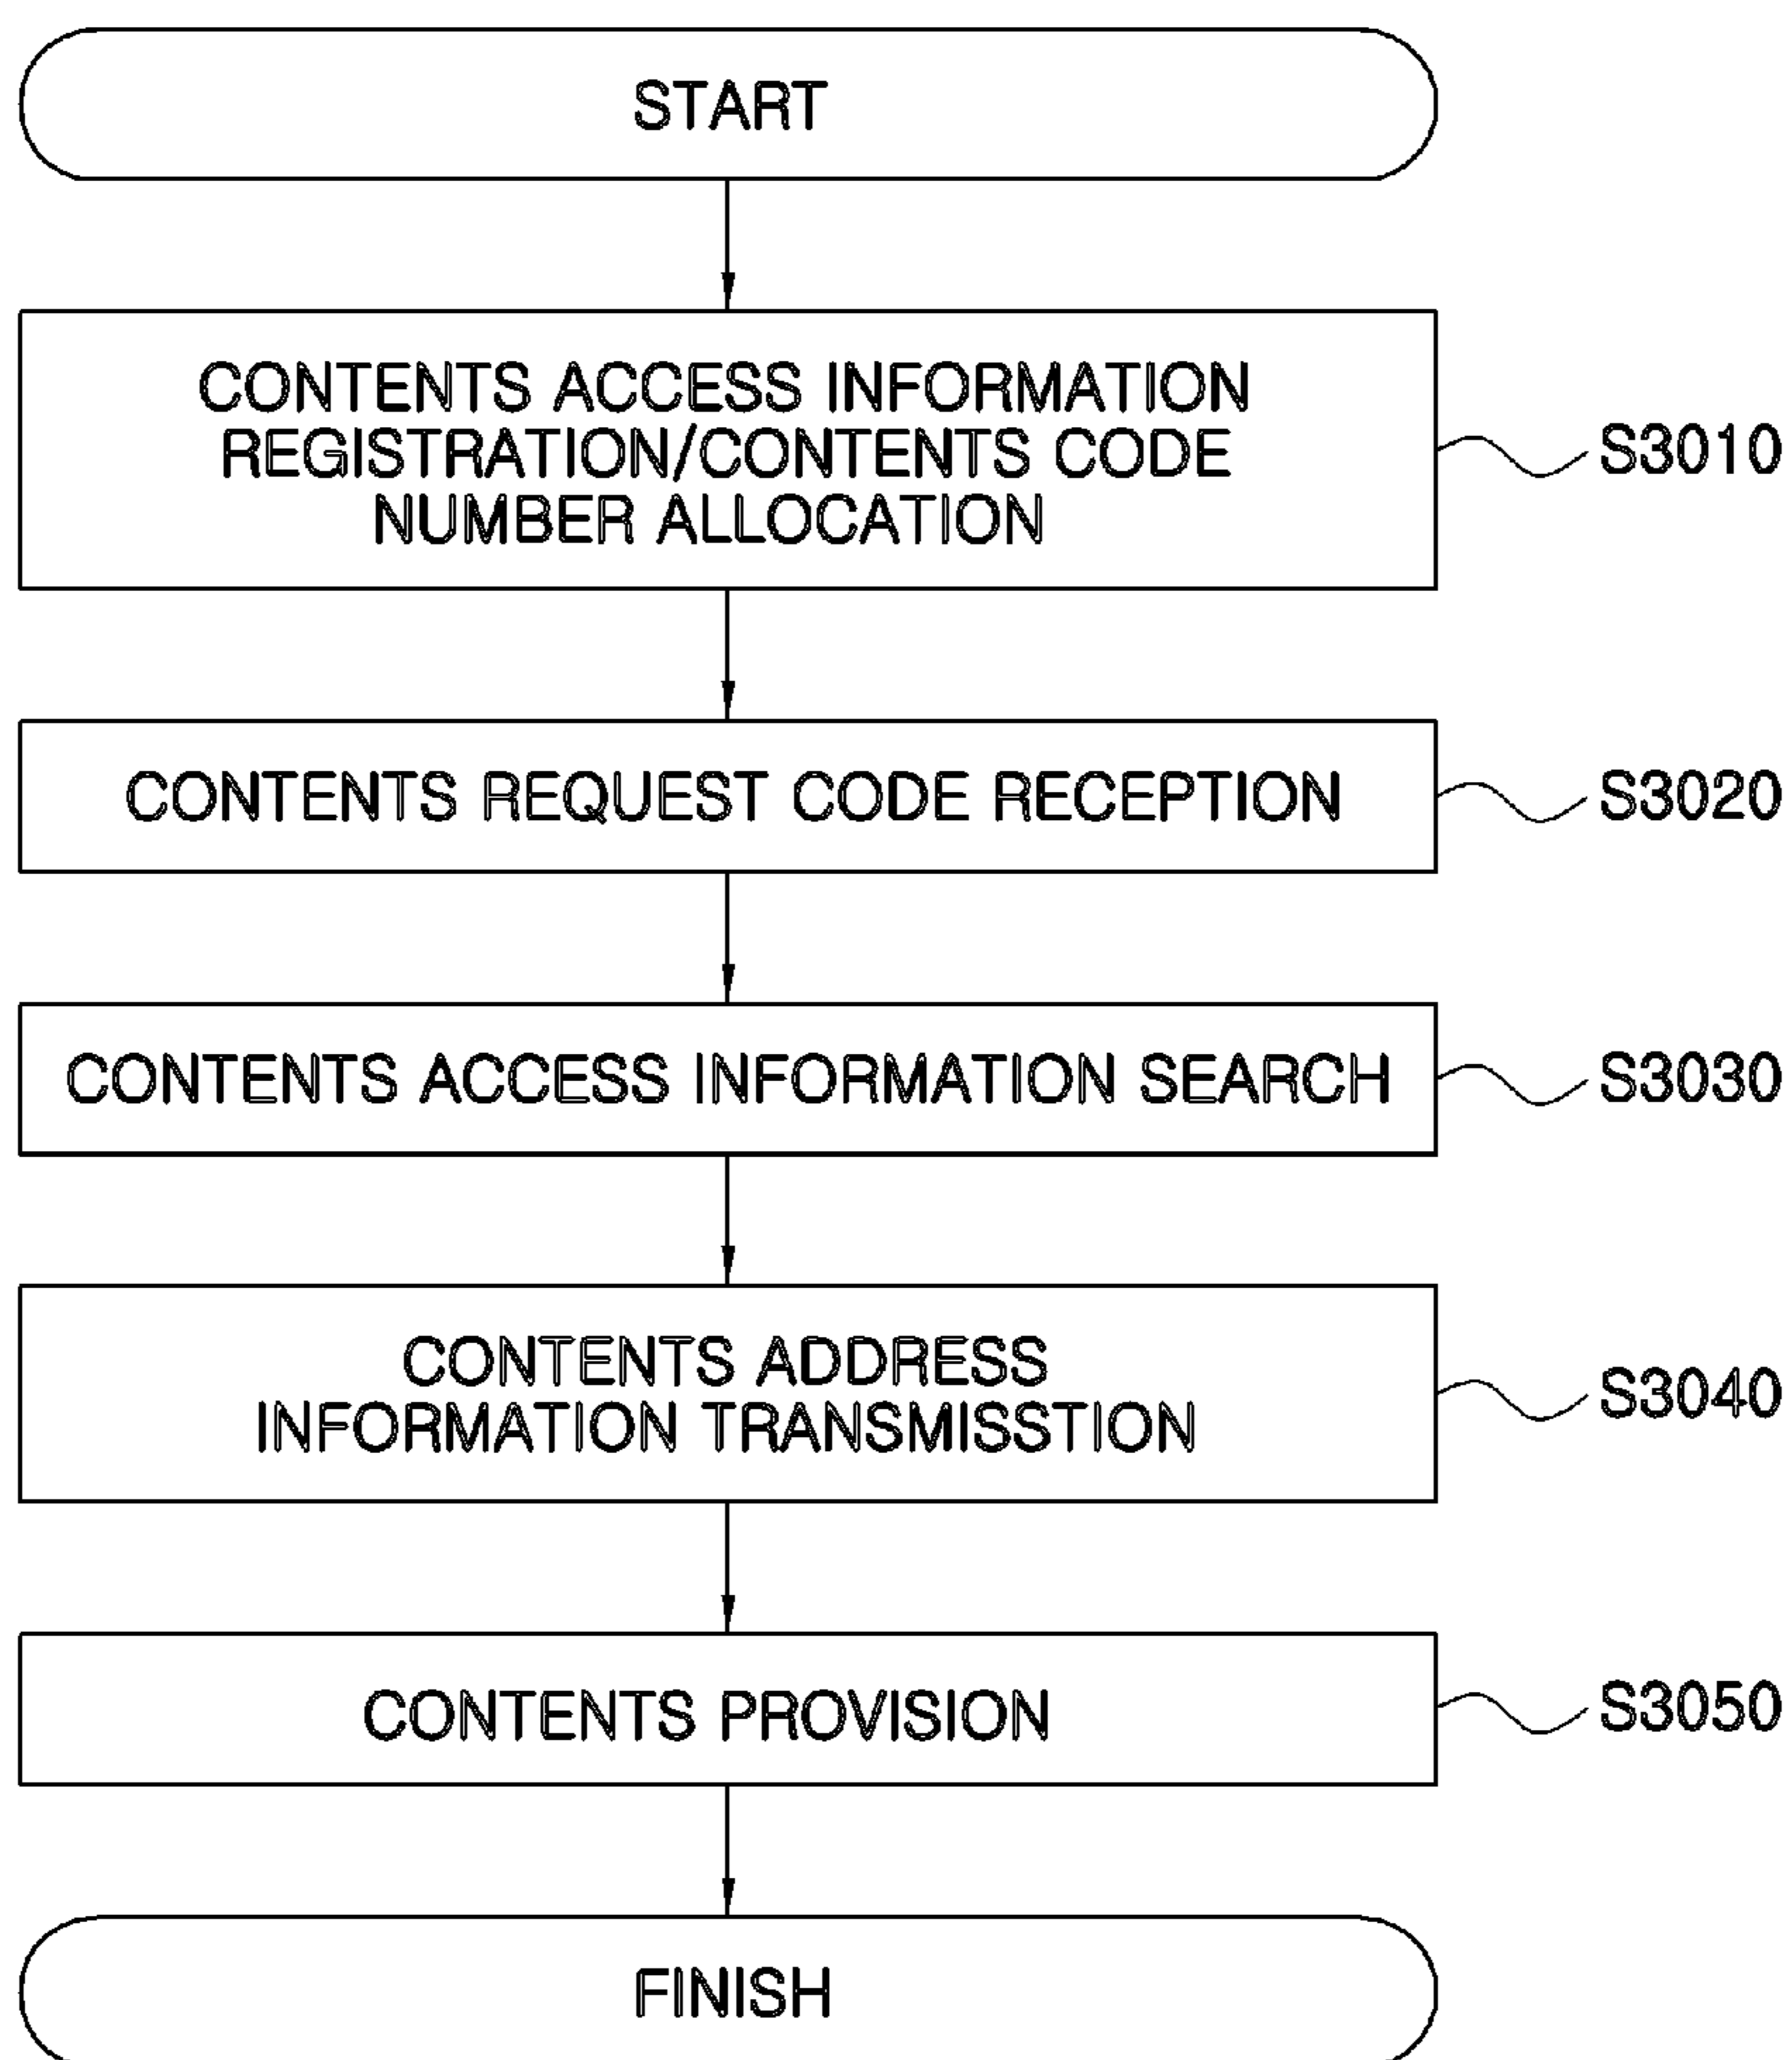 START
CONTENTS ACCESS INFORMATION
REGISTRATION/CONTENTS CODE
NUMBER ALLOCATION
S3010
CONTENTS REQUEST CODE RECEPTION
S3020
CONTENTS ACCESS INFORMATION SEARCH
S3030
CONTENTS ADDRESS
INFORMATION TRANSMISSTION
S3040
CONTENTS PROVISION
S3050
FINISH